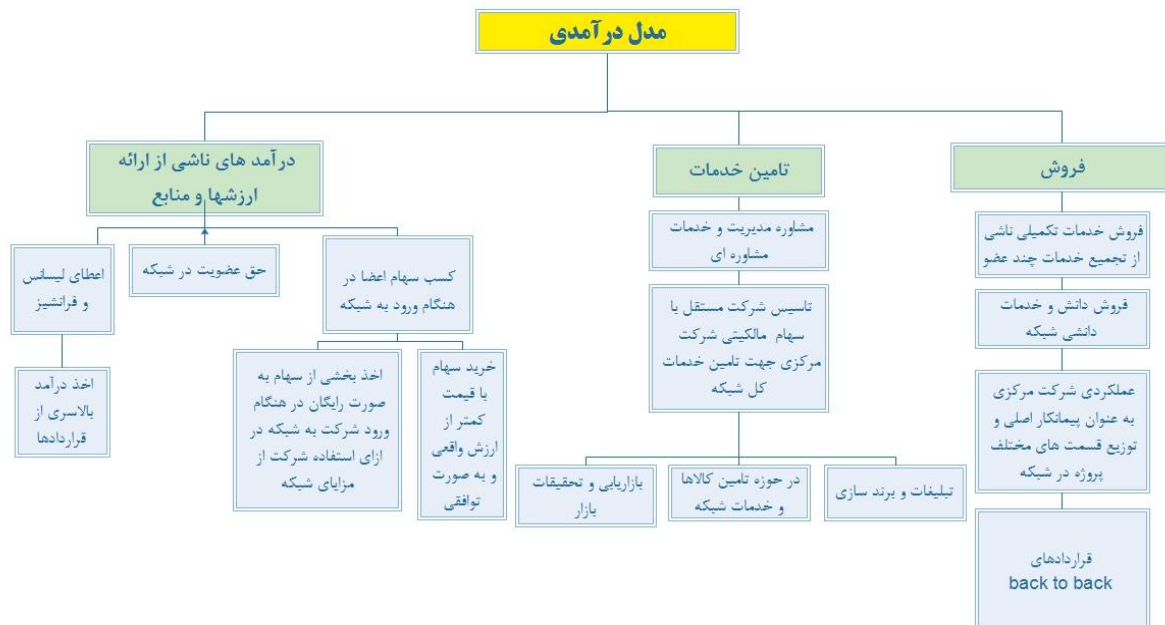 مدل درآمدی
فروش
فروش خدمات تکمیلی ناشی
از تجمیع خدمات چند عضو
فروش دانش و خدمات
دانشی شبکه
عملکردی شرکت مرکزی
به عنوان پیمانکار اصلی و
توزیع قسمت های مختلف
پروژه در شبکه
قراردادهای
back to back
تامین خدمات
مشاوره مدیریت و خدمات
مشاوره ای
تاسیس شرکت مستقل با
سهام مالکیتی شرکت
مرکزی جهت تامین خدمات
کل شبکه
تبلیغات و برند سازی
در حوزه تامین کالاها
و خدمات شبکه
بازاریابی و تحقیقات
بازار
درآمد های ناشی از ارائه
ارزشها و منابع
کسب سهام اعضا در
هنگام ورود به شبکه
خرید سهام
با قیمت
کمتر از
ارزش واقعی
و به صورت
توافقی
اخذ بخشی از سهام به
صورت رایگان در هنگام
ورود شرکت به شبکه در
ازای استفاده شرکت از
مزایای شبکه
حق عضویت در شبکه
اعطای لیسانس
و فرانشیز
اخذ درآمد
بالاسری از
قراردادها